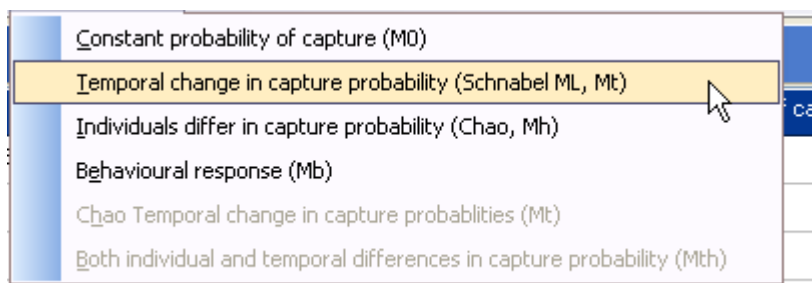 Constant probability of capture (M0)
Temporal change in capture probability (Schnabel ML, Mt)
f ca
Individuals differ in capture probability (Chao, Mh)
Behavioural response (Mb)
Chao Temporal change in capture probablities (Mt)
Both individual and temporal differences in capture probability (Mth)